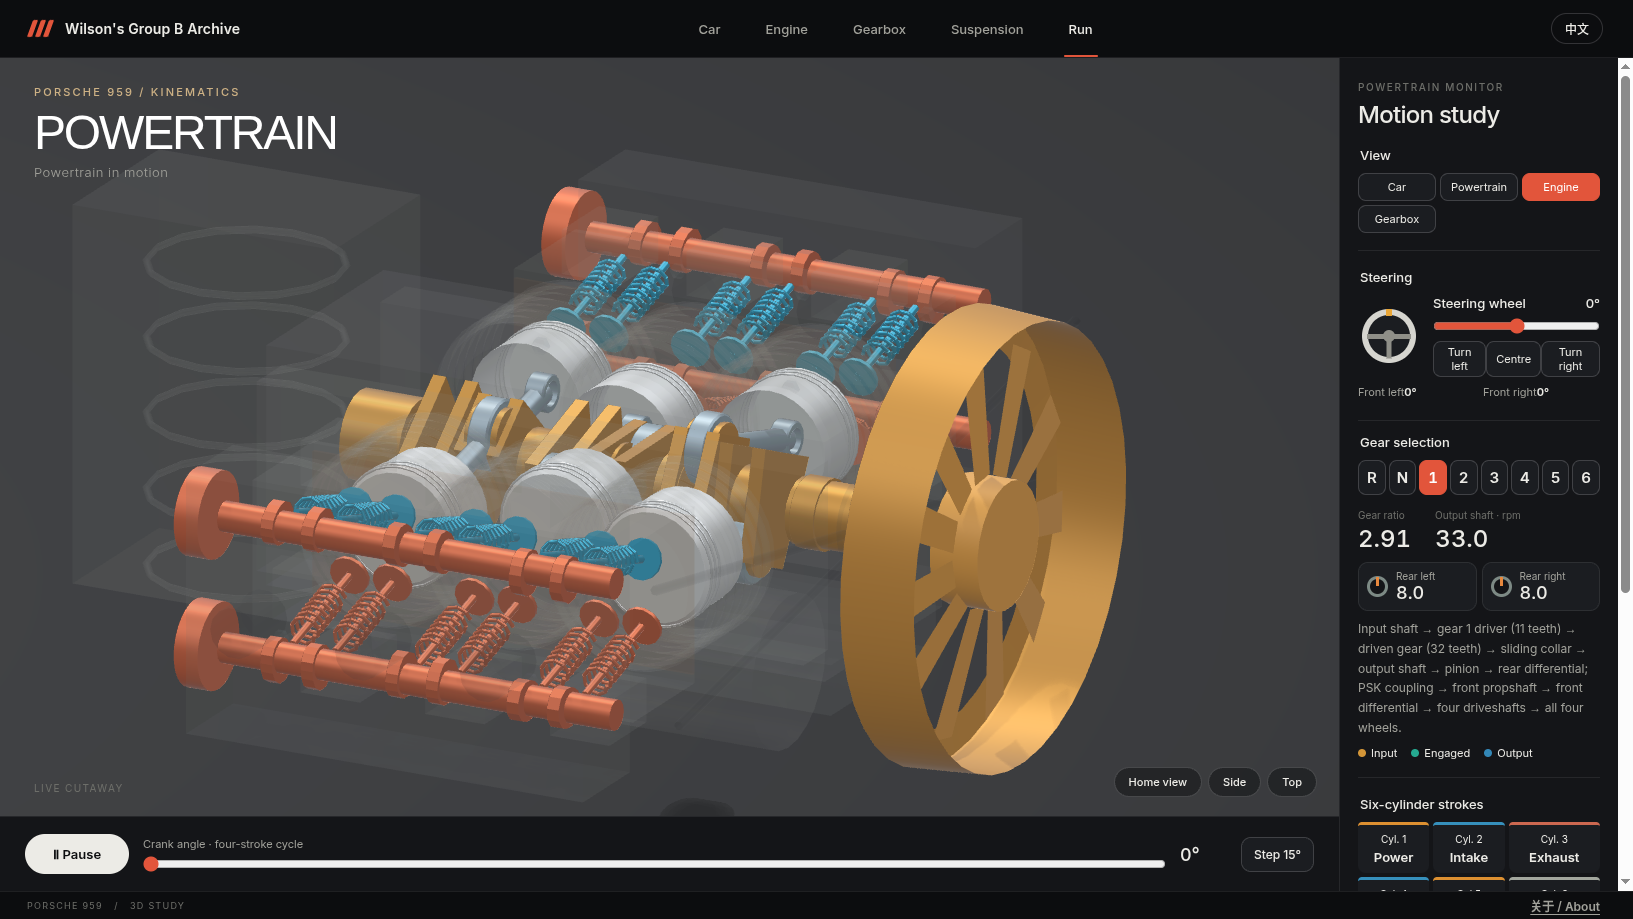 Wilson's Group B Archive
Car
Engine
Gearbox
Suspension
Run
中文
PORSCHE 959 / KINEMATICS
POWERTRAIN
Powertrain in motion
LIVE CUTAWAY
Home view
Side
Top
Pause
Crank angle · four-stroke cycle
0°
Step 15°
POWERTRAIN MONITOR
Motion study
View
Car
Powertrain
Engine
Gearbox
Steering
Steering wheel 0°
Turn left
Centre
Turn right
Front left 0°
Front right 0°
Gear selection
R N 1 2 3 4 5 6
Gear ratio
2.91
Output shaft · rpm
33.0
Rear left
8.0
Rear right
8.0
Input shaft → gear 1 driver (11 teeth) →
driven gear (32 teeth) → sliding collar →
output shaft → pinion → rear differential;
PSK coupling → front propshaft → front
differential → four driveshafts → all four
wheels.
Input
Engaged
Output
Six-cylinder strokes
Cyl. 1
Power
Cyl. 2
Intake
Cyl. 3
Exhaust
PORSCHE 959 / 3D STUDY
关于 / About